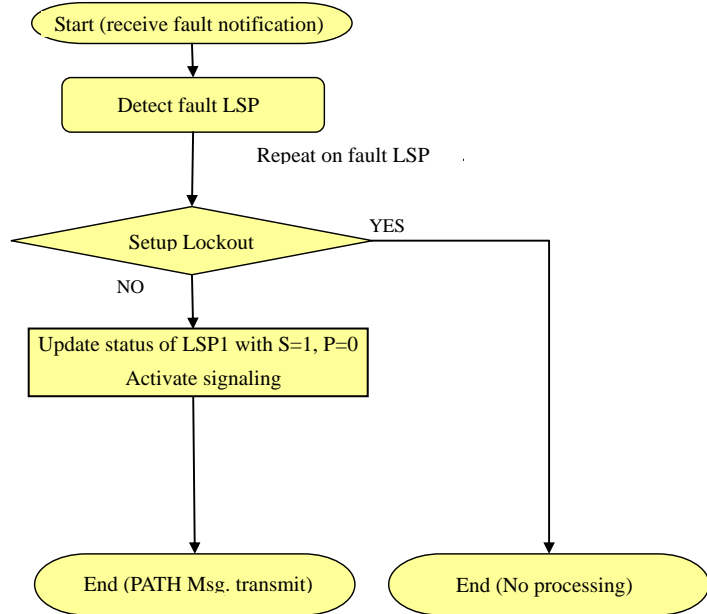 Start (receive fault notification)
Detect fault LSP
Repeat on fault LSP .
Setup Lockout
YES
NO
Update status of LSP1 with S=1, P=0
Activate signaling
End (PATH Msg. transmit)
End (No processing)